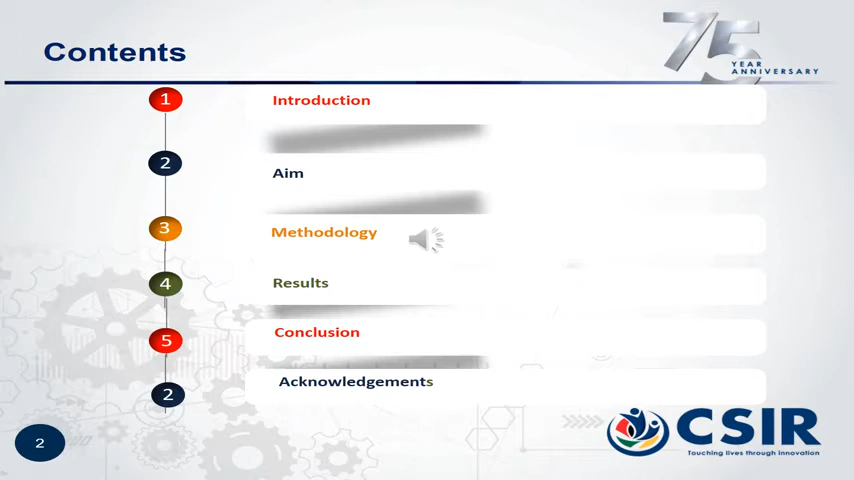 Contents
75
YEAR
ANNIVERSARY
1 Introduction
2 Aim
3 Methodology
4 Results
5 Conclusion
2 Acknowledgements
2
CSIR
Touching lives through innovation